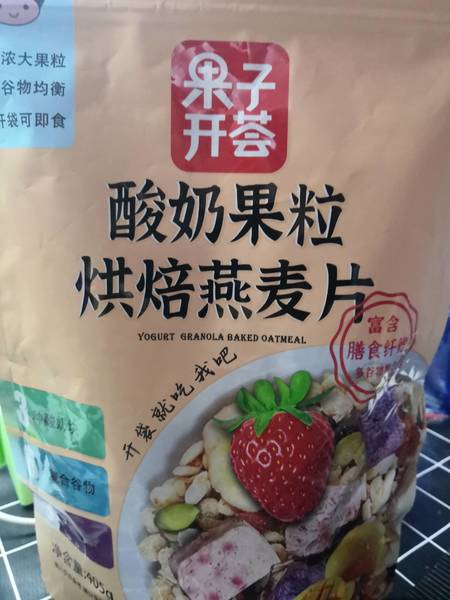 浓大果粒
谷物均衡
开袋可即食
果子
开荟
酸奶果粒
烘焙燕麦片
YOGURT GRANOLA BAKED OATMEAL
富含
膳食纤维
开袋就吃我吧
净含量:405g